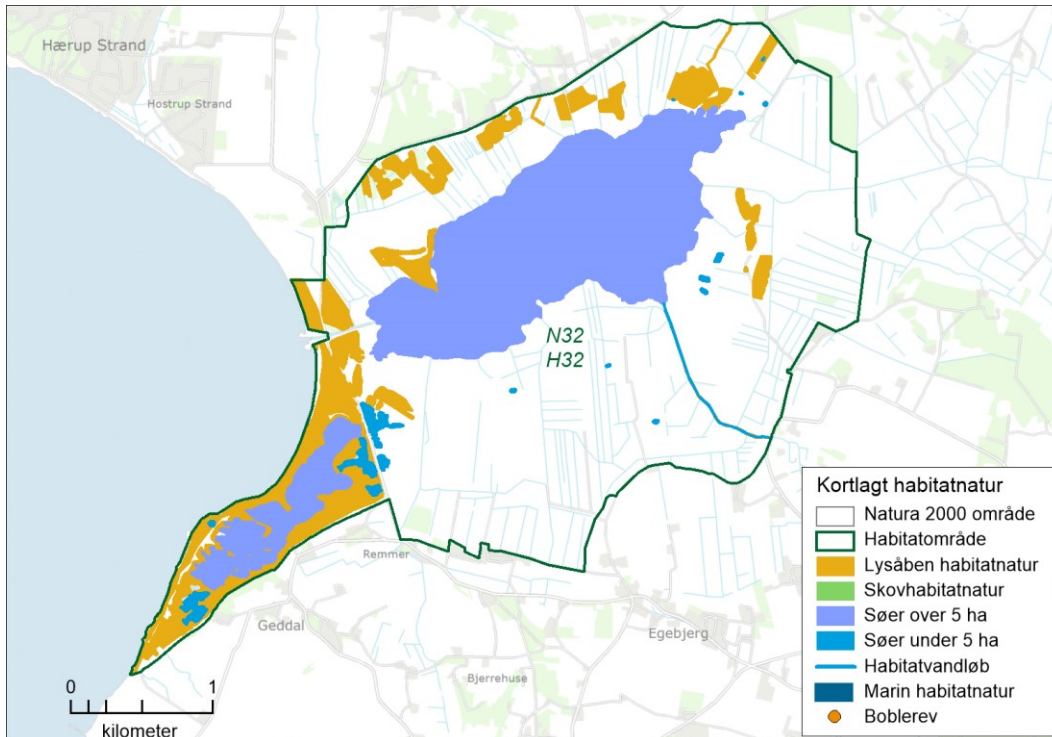 Hærup Strand
Hostrup Strand
N32
H32
Remmer
Geddal
Egebjerg
Bjerrehuse
0 1
kilometer
Kortlagt habitatnatur
Natura 2000 område
Habitatområde
Lysåben habitatnatur
Skovhabitatnatur
Søer over 5 ha
Søer under 5 ha
Habitatvandløb
Marin habitatnatur
Boblerev